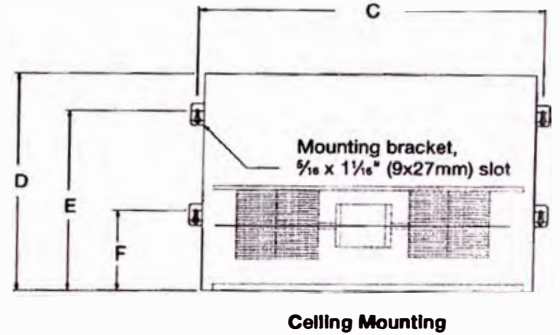 C
D
E
F
Mounting bracket,
5⁄16 x 1 1⁄16" (9x27mm) slot
Ceiling Mounting